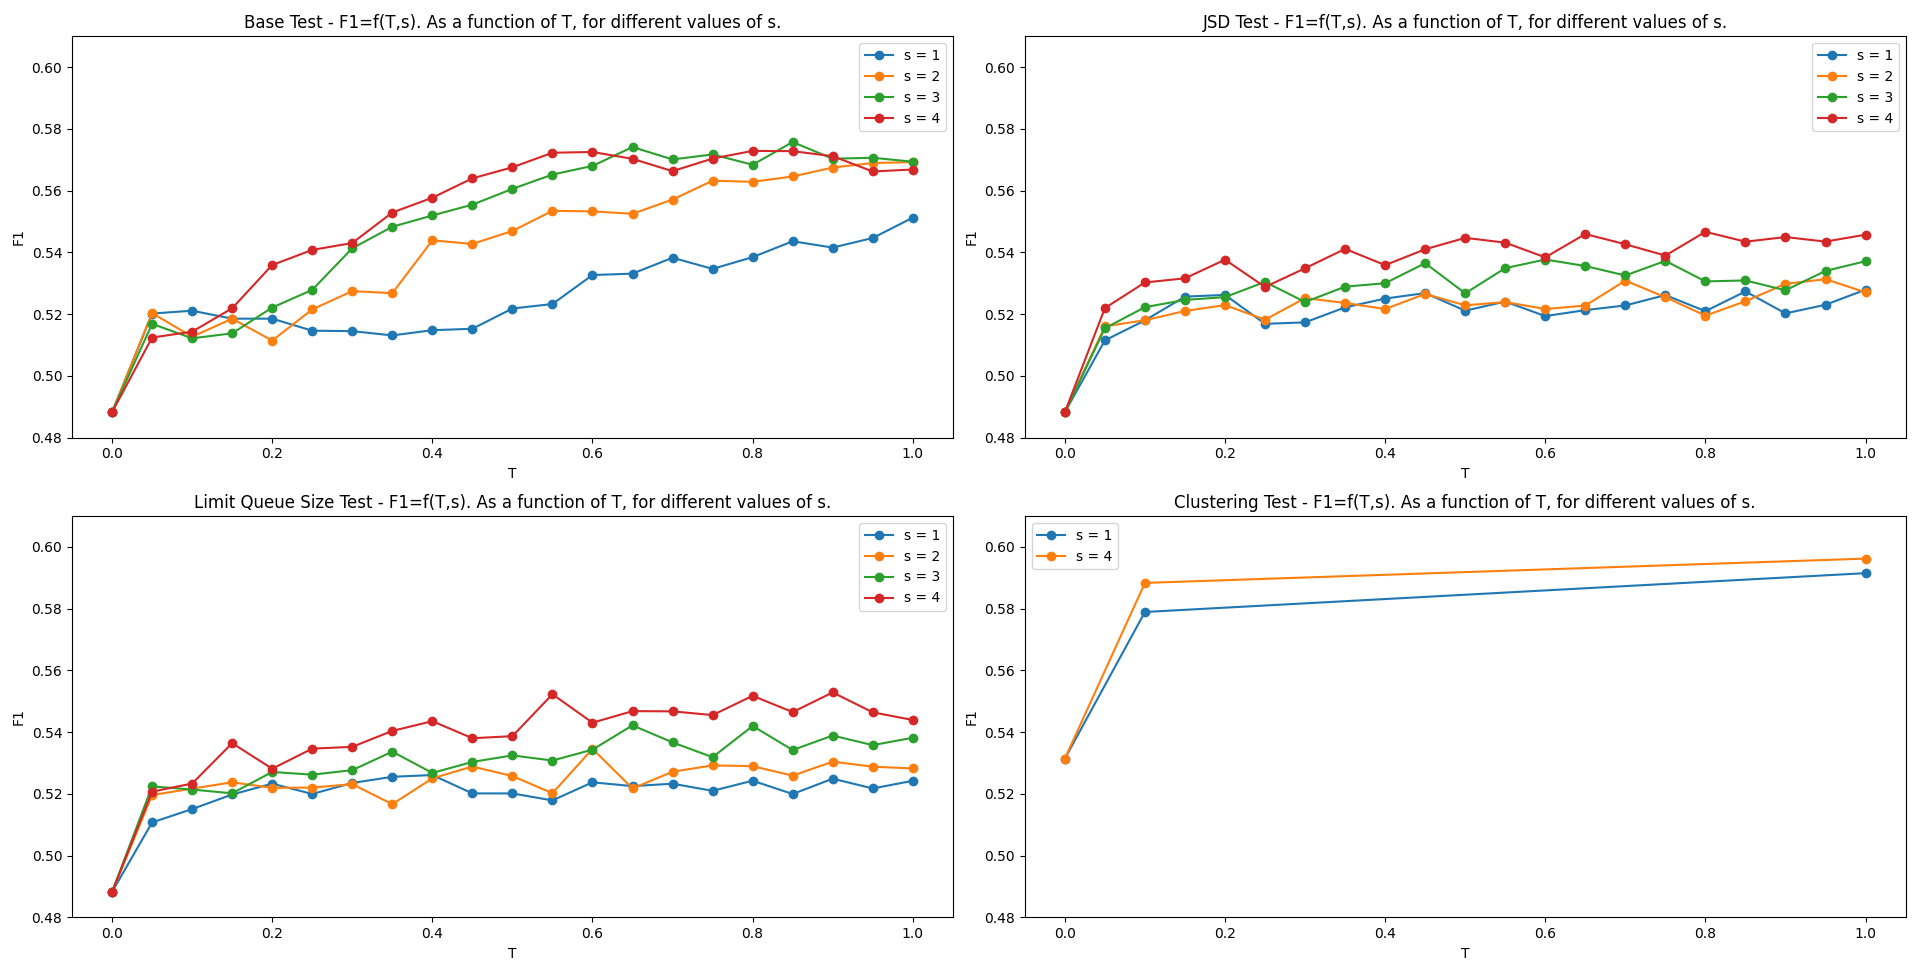 Base Test - F1=f(T,s). As a function of T, for different values of s.
0.60
0.58
0.56
0.54
0.52
0.50
0.48
F1
0.0 0.2 0.4 0.6 0.8 1.0
T
s = 1
s = 2
s = 3
s = 4
JSD Test - F1=f(T,s). As a function of T, for different values of s.
0.60
0.58
0.56
0.54
0.52
0.50
0.48
F1
0.0 0.2 0.4 0.6 0.8 1.0
T
s = 1
s = 2
s = 3
s = 4
Limit Queue Size Test - F1=f(T,s). As a function of T, for different values of s.
0.60
0.58
0.56
0.54
0.52
0.50
0.48
F1
0.0 0.2 0.4 0.6 0.8 1.0
T
s = 1
s = 2
s = 3
s = 4
Clustering Test - F1=f(T,s). As a function of T, for different values of s.
0.60
0.58
0.56
0.54
0.52
0.50
0.48
F1
0.0 0.2 0.4 0.6 0.8 1.0
T
s = 1
s = 4